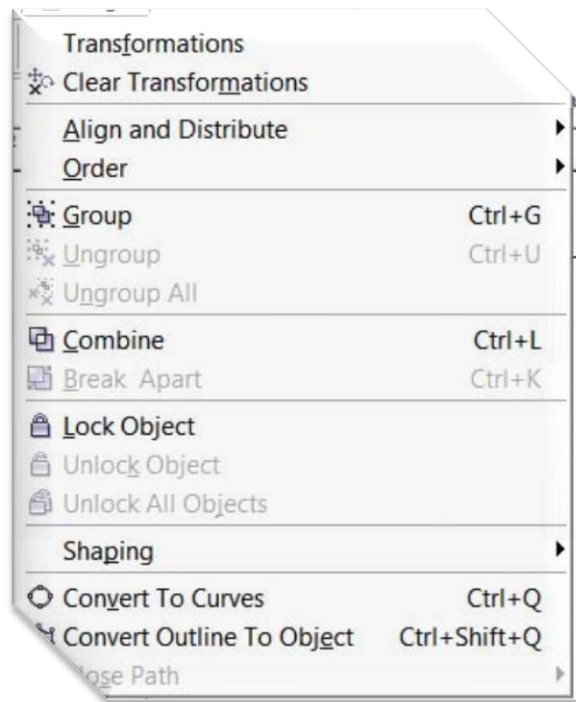 Transformations
Clear Transformations
Align and Distribute
Order
Group Ctrl+G
Ungroup Ctrl+U
Ungroup All
Combine Ctrl+L
Break Apart Ctrl+K
Lock Object
Unlock Object
Unlock All Objects
Shaping
Convert To Curves Ctrl+Q
Convert Outline To Object Ctrl+Shift+Q
Path